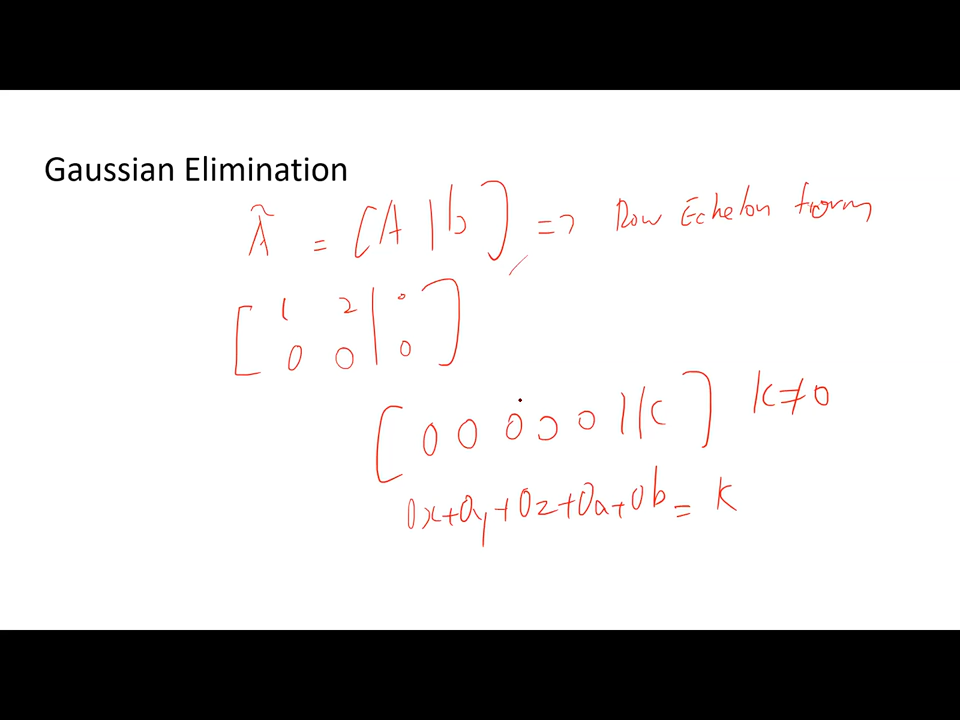 Gaussian Elimination
Ã = [A | b] => Row Echelon form
[ 1 2 | 0
0 0 | 0 ]
[ 0 0 0 0 0 | k ] k ≠ 0
0x+0y+0z+0a+0b = k